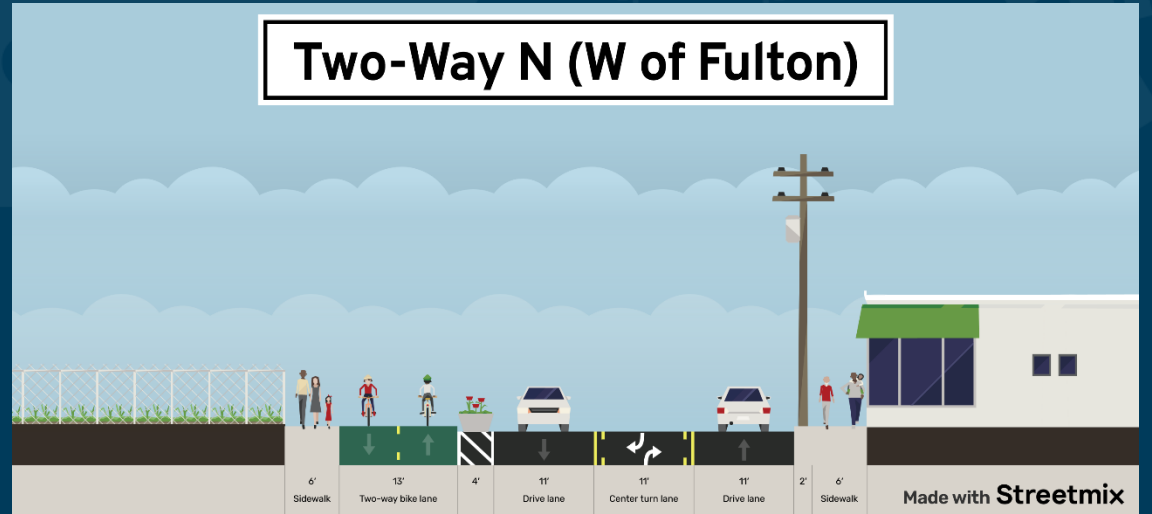 Two-Way N (W of Fulton)
6' 13' 4' 11' 11' 11' 2' 6'
Sidewalk Two-way bike lane Drive lane Center turn lane Drive lane Sidewalk
Made with Streetmix